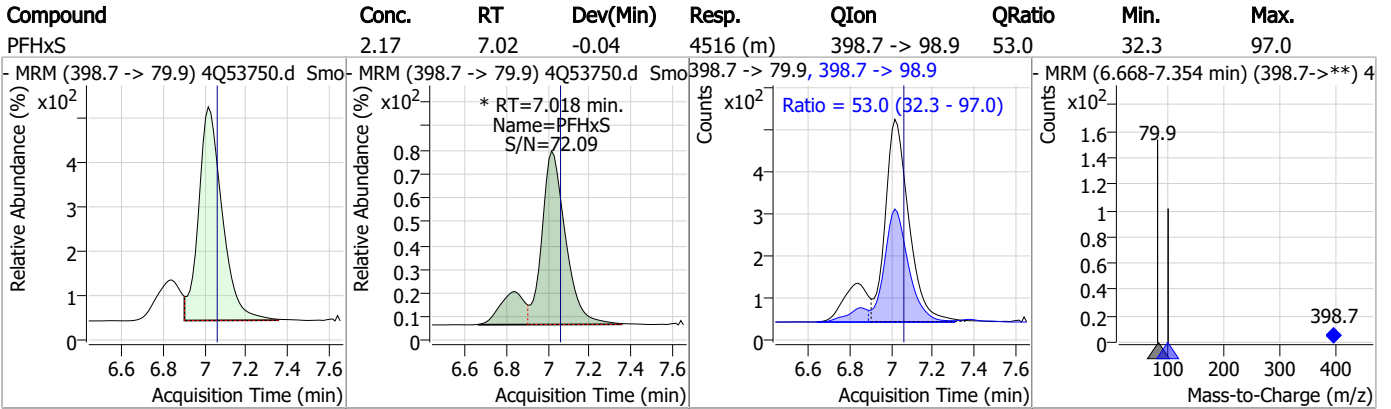 Compound Conc. RT Dev(Min) Resp. QIon QRatio Min. Max.
PFHxS 2.17 7.02 -0.04 4516 (m) 398.7 -> 98.9 53.0 32.3 97.0
- MRM (398.7 -> 79.9) 4Q53750.d Smo
x10²
Relative Abundance (%)
4
3
2
1
0
6.6 6.8 7 7.2 7.4 7.6
Acquisition Time (min)
- MRM (398.7 -> 79.9) 4Q53750.d Smo
x10²
* RT=7.018 min.
Name=PFHxS
S/N=72.09
Relative Abundance (%)
0.8
0.7
0.6
0.5
0.4
0.3
0.2
0.1
0
6.6 6.8 7 7.2 7.4 7.6
Acquisition Time (min)
398.7 -> 79.9, 398.7 -> 98.9
x10²
Ratio = 53.0 (32.3 - 97.0)
Counts
4
3
2
1
0
6.6 6.8 7 7.2 7.4 7.6
Acquisition Time (min)
- MRM (6.668-7.354 min) (398.7->**) 4
x10²
Counts
79.9
1.6
1.4
1.2
1
0.8
0.6
0.4
0.2
0
398.7
100 200 300 400
Mass-to-Charge (m/z)